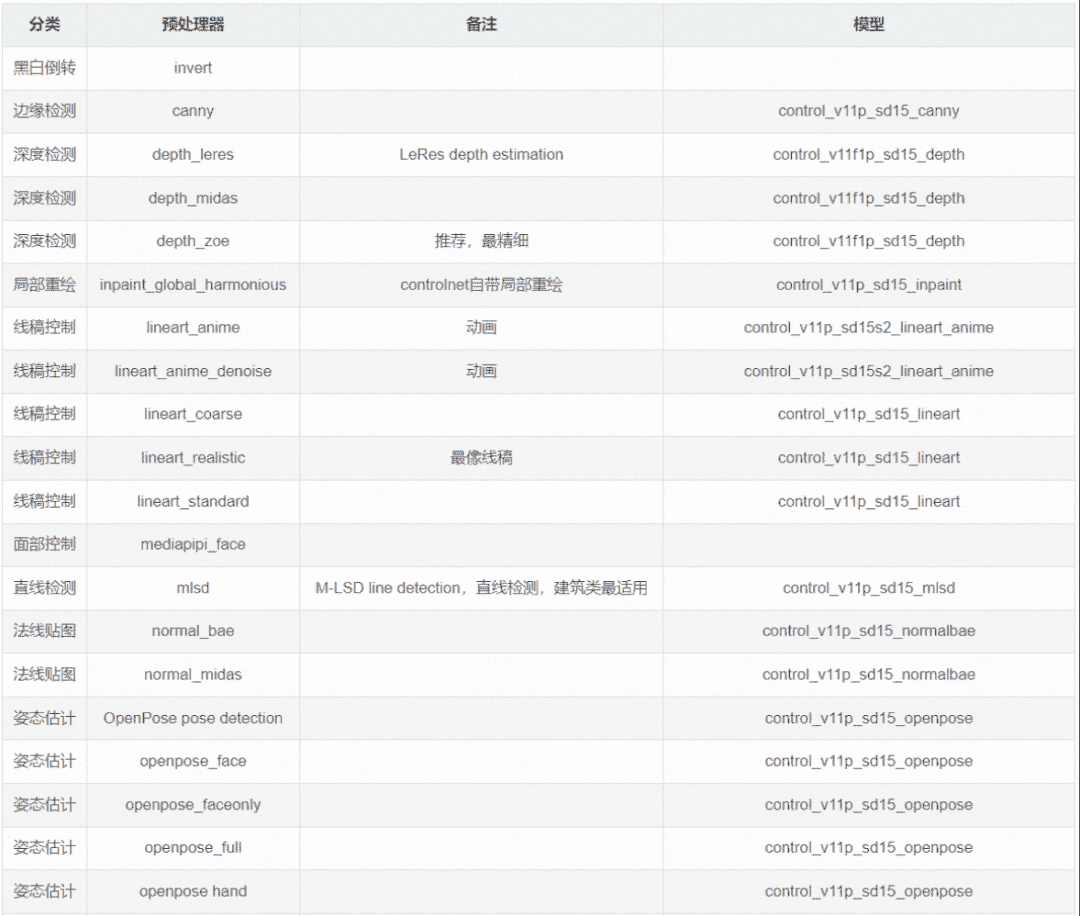 分类 预处理器 备注 模型
黑白倒转 invert
边缘检测 canny control_v11p_sd15_canny
深度检测 depth_leres LeRes depth estimation control_v11f1p_sd15_depth
深度检测 depth_midas control_v11f1p_sd15_depth
深度检测 depth_zoe 推荐，最精细 control_v11f1p_sd15_depth
局部重绘 inpaint_global_harmonious controlnet自带局部重绘 control_v11p_sd15_inpaint
线稿控制 lineart_anime 动画 control_v11p_sd15s2_lineart_anime
线稿控制 lineart_anime_denoise 动画 control_v11p_sd15s2_lineart_anime
线稿控制 lineart_coarse control_v11p_sd15_lineart
线稿控制 lineart_realistic 最像线稿 control_v11p_sd15_lineart
线稿控制 lineart_standard control_v11p_sd15_lineart
面部控制 mediapipi_face
直线检测 mlsd M-LSD line detection，直线检测，建筑类最适用 control_v11p_sd15_mlsd
法线贴图 normal_bae control_v11p_sd15_normalbae
法线贴图 normal_midas control_v11p_sd15_normalbae
姿态估计 OpenPose pose detection control_v11p_sd15_openpose
姿态估计 openpose_face control_v11p_sd15_openpose
姿态估计 openpose_faceonly control_v11p_sd15_openpose
姿态估计 openpose_full control_v11p_sd15_openpose
姿态估计 openpose hand control_v11p_sd15_openpose